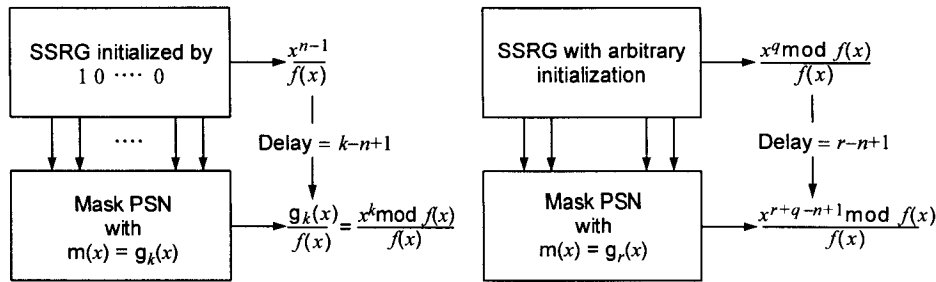 SSRG initialized by
1 0 ···· 0
x^{n−1}
f(x)
····
Delay = k−n+1
Mask PSN
with
m(x) = g_k(x)
g_k(x) = x^k mod f(x)
f(x) f(x)
SSRG with arbitrary
initialization
x^q mod f(x)
f(x)
Delay = r−n+1
Mask PSN
with
m(x) = g_r(x)
x^{r+q−n+1} mod f(x)
f(x)